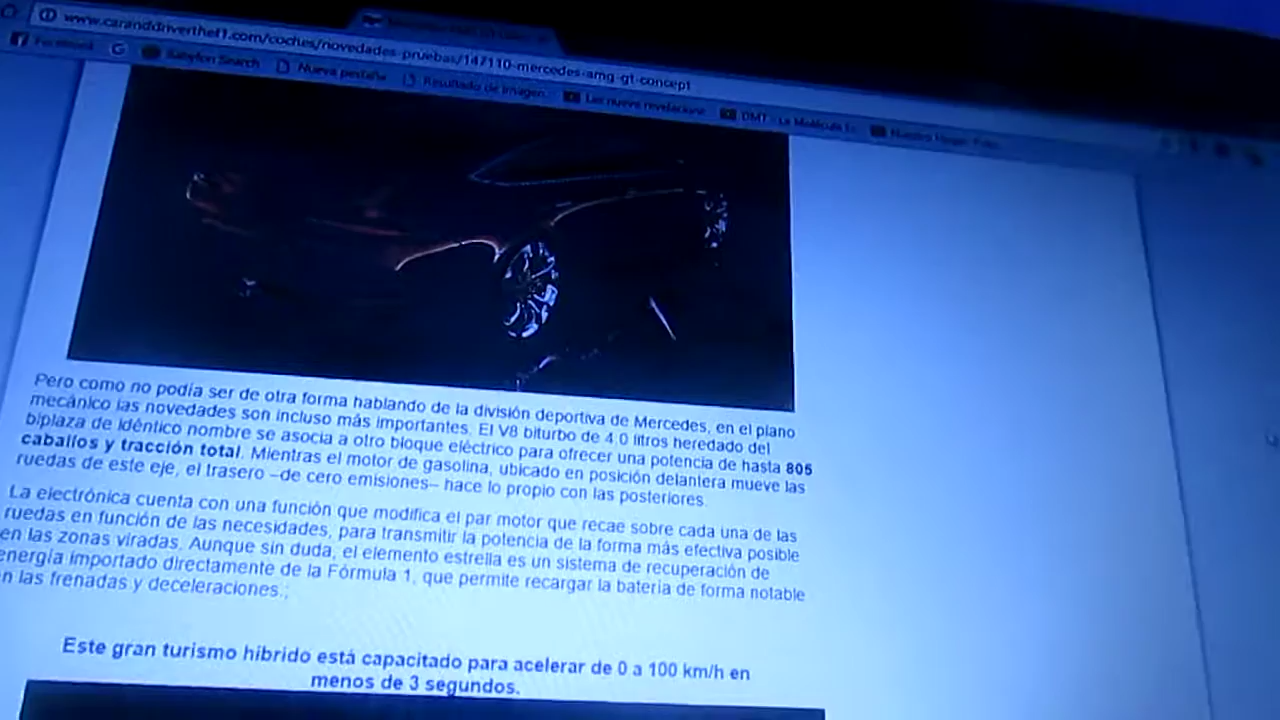 www.caranddriverthef1.com/coches/novedades-pruebas/147110-mercedes-amg-gt-concept
Facebook G Babylon Search Nueva pestaña Resultado de imagen... Las nueve revelacione DMT - La Molécula
Pero como no podía ser de otra forma hablando de la división deportiva de Mercedes, en el plano
mecánico las novedades son incluso más importantes. El V8 biturbo de 4.0 litros heredado del
biplaza de idéntico nombre se asocia a otro bloque eléctrico para ofrecer una potencia de hasta 805
caballos y tracción total. Mientras el motor de gasolina, ubicado en posición delantera mueve las
ruedas de este eje, el trasero –de cero emisiones– hace lo propio con las posteriores.
La electrónica cuenta con una función que modifica el par motor que recae sobre cada una de las
ruedas en función de las necesidades, para transmitir la potencia de la forma más efectiva posible
en las zonas viradas. Aunque sin duda, el elemento estrella es un sistema de recuperación de
energía importado directamente de la Fórmula 1, que permite recargar la batería de forma notable
en las frenadas y deceleraciones.;
Este gran turismo híbrido está capacitado para acelerar de 0 a 100 km/h en
menos de 3 segundos.